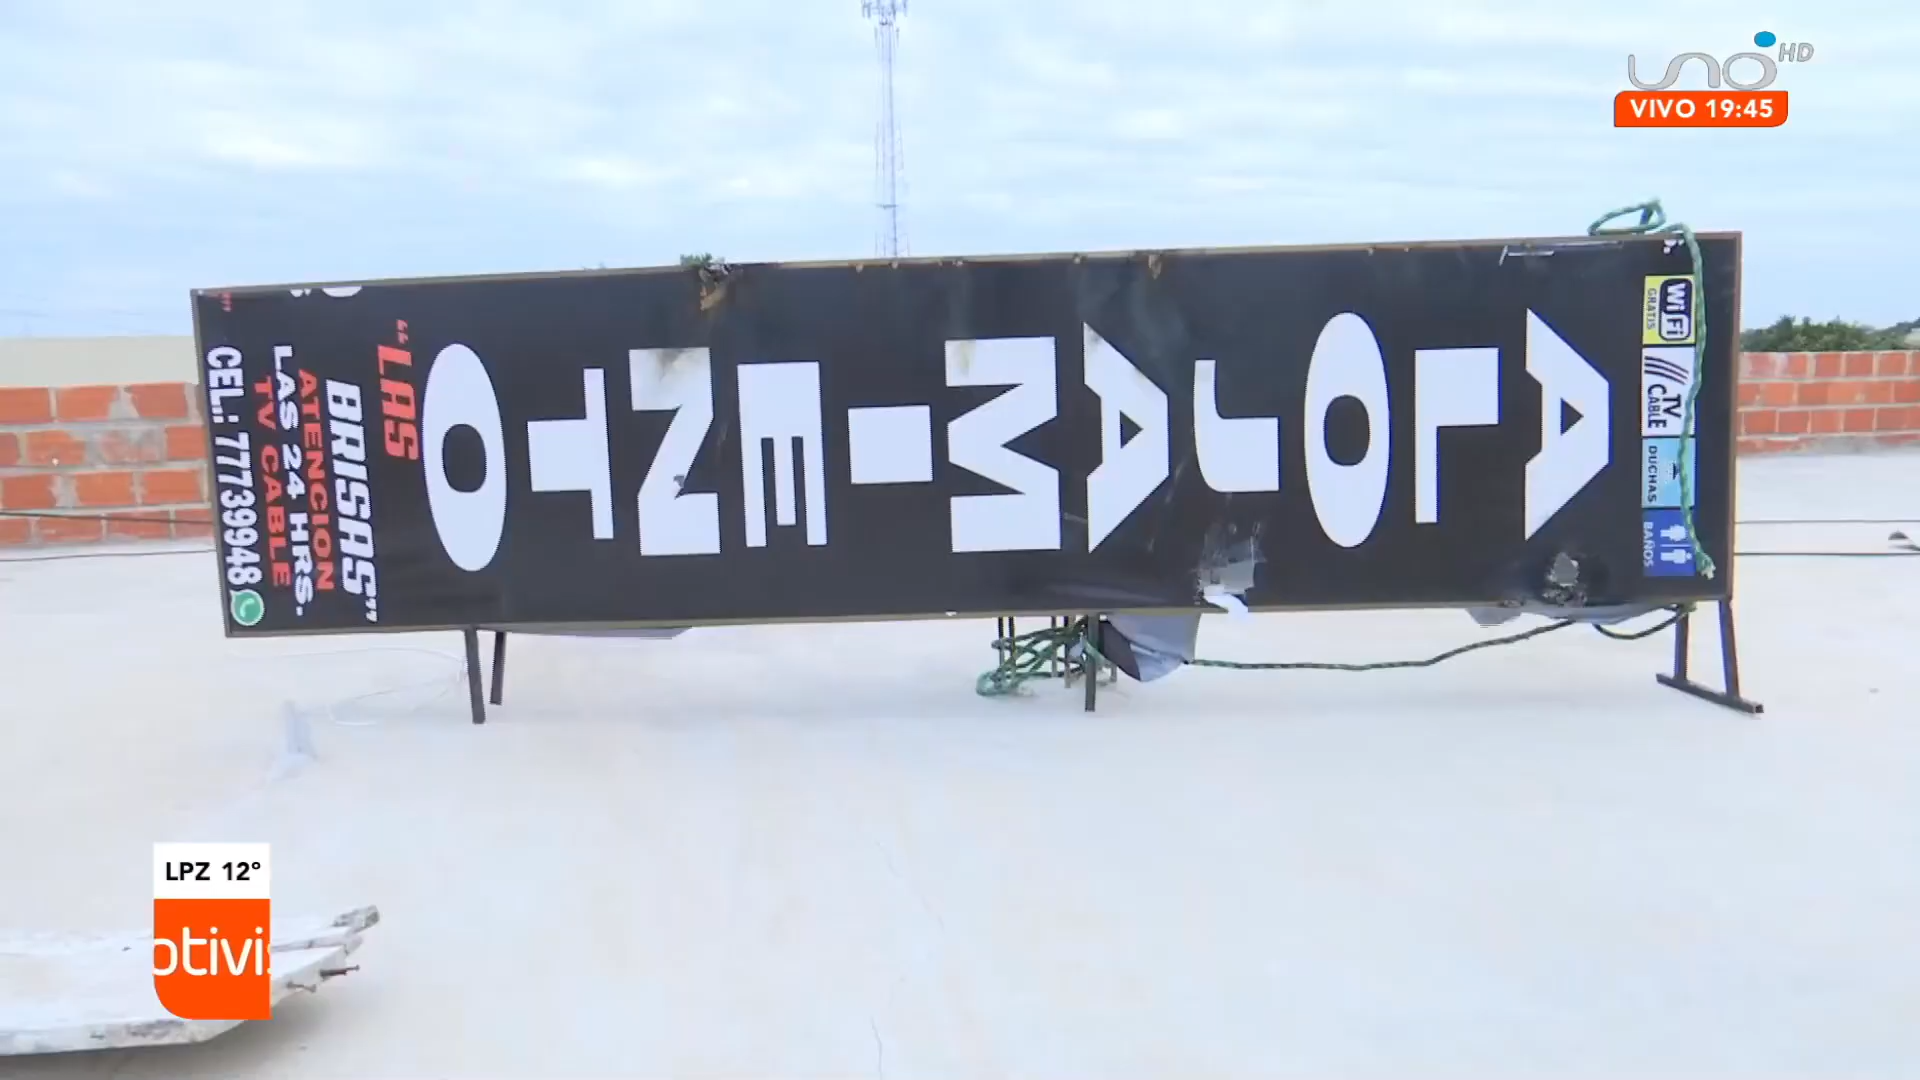 UNO HD
VIVO 19:45
WiFi
GRATIS
TV
CABLE
DUCHAS
BAÑOS
ALOJAMIENTO
"LAS
BRISAS"
ATENCION
LAS 24 HRS.
TV CABLE
CEL.: 77739948
LPZ 12°
otivis